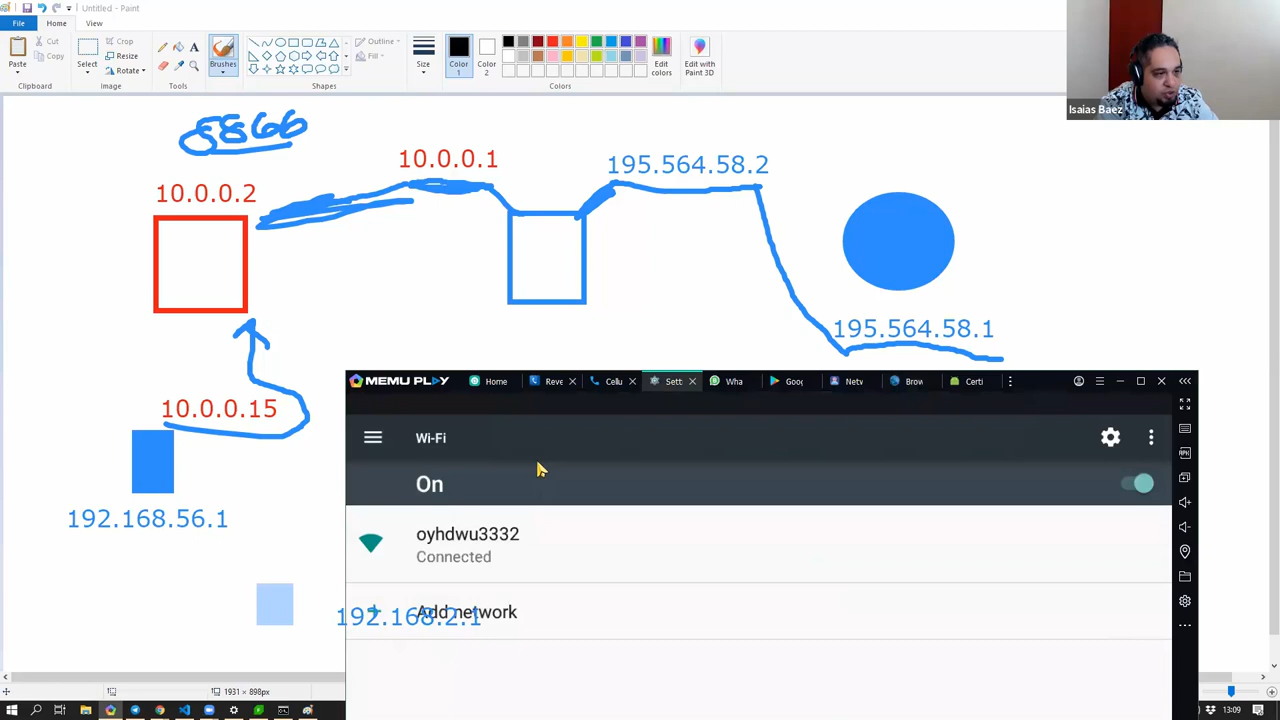 Untitled - Paint
File
Home
View
Paste
Cut
Copy
Clipboard
Select
Crop
Resize
Rotate
Image
Tools
Brushes
Outline
Fill
Shapes
Size
Color
1
Color
2
Edit
colors
Edit with
Paint 3D
Colors
Isaias Baez
8866
10.0.0.1
195.564.58.2
10.0.0.2
195.564.58.1
10.0.0.15
192.168.56.1
192.168.2.1
MEMU PLAY
Home
Reve
Cellu
Setti
Wha
Goog
Netv
Brow
Certi
Wi-Fi
On
oyhdwu3332
Connected
Add network
1931 × 898px
13:09